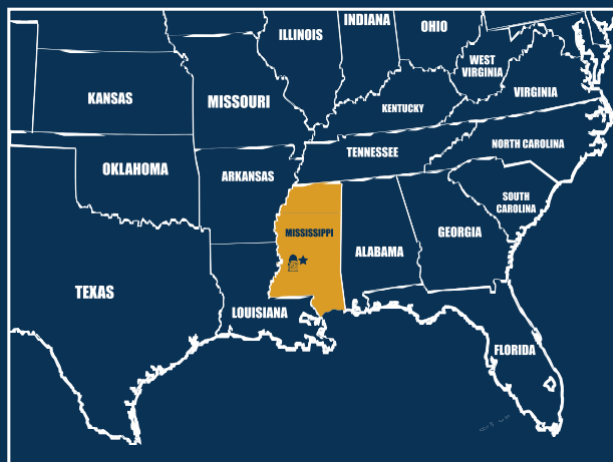 INDIANA
OHIO
ILLINOIS
WEST
VIRGINIA
VIRGINIA
KANSAS
MISSOURI
KENTUCKY
NORTH CAROLINA
TENNESSEE
OKLAHOMA
ARKANSAS
SOUTH
CAROLINA
MISSISSIPPI
GEORGIA
ALABAMA
TEXAS
LOUISIANA
FLORIDA